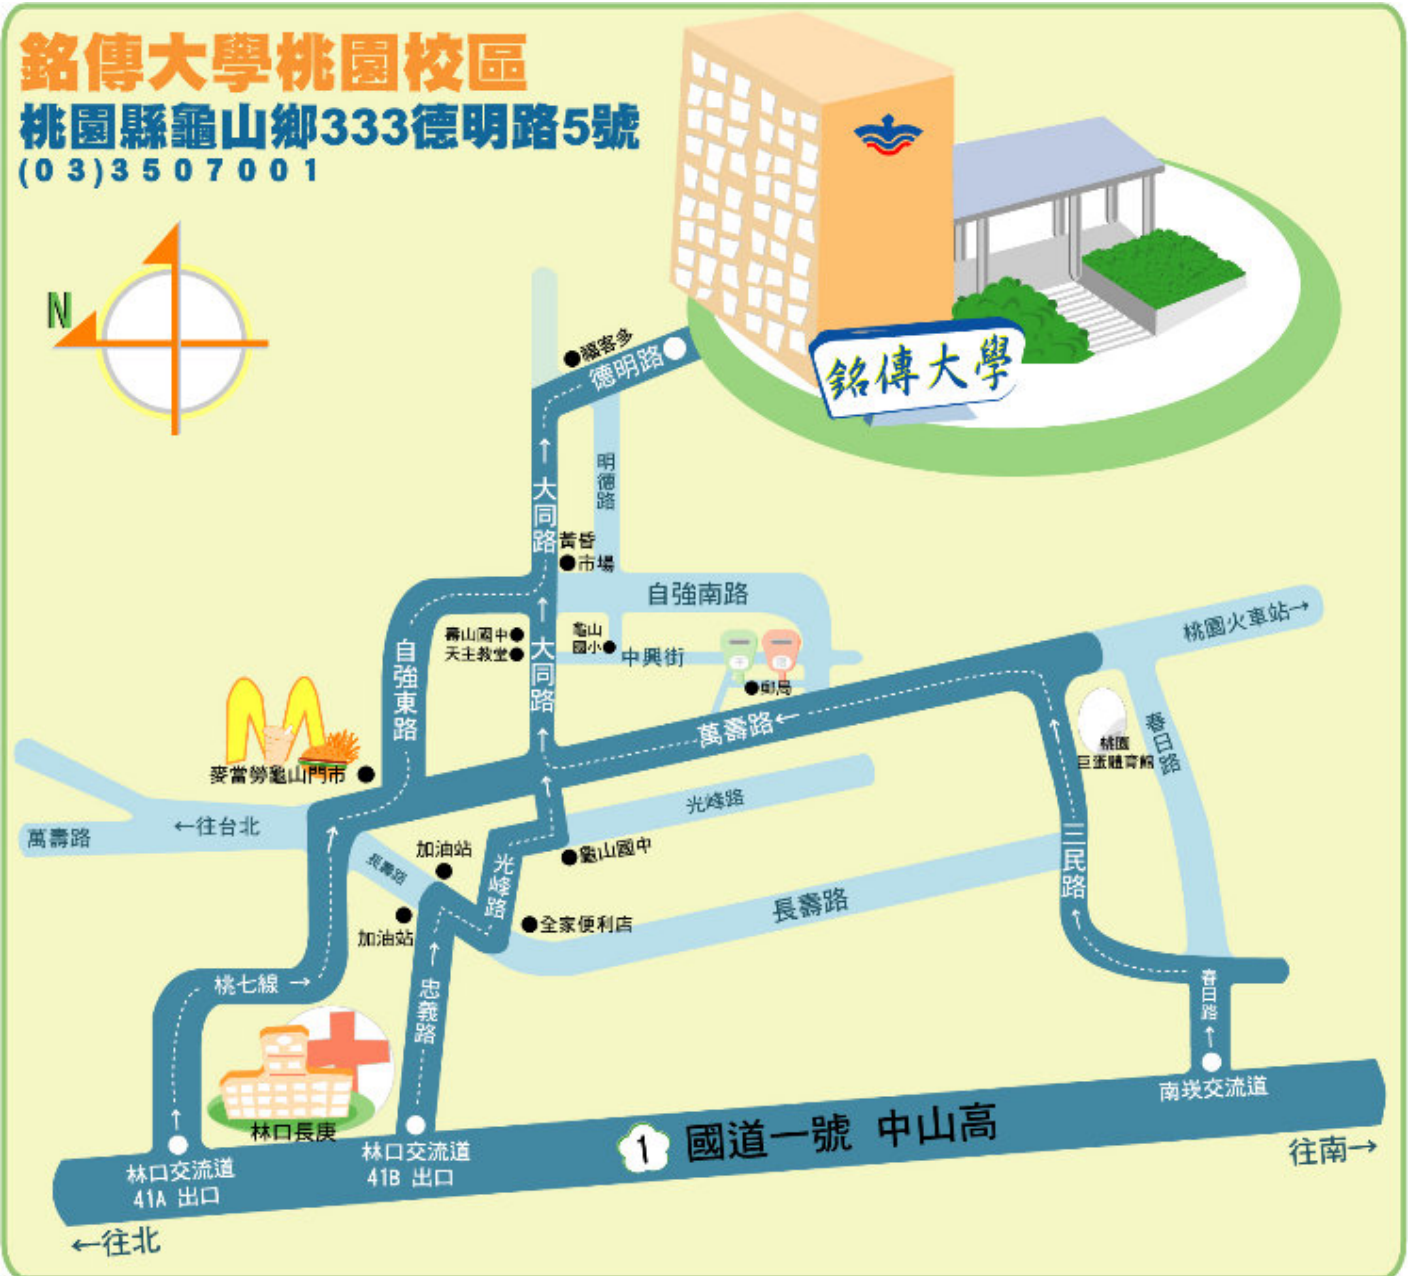 銘傳大學桃園校區
桃園縣龜山鄉333德明路5號
(03)3507001
N
福客多
德明路
銘傳大學
明德路
大同路
黃昏
市場
自強南路
壽山國中
天主教堂
龜山
國小
中興街
大同路
自強東路
郵局
桃園火車站→
萬壽路←
春日路
桃園
巨蛋體育館
麥當勞龜山門市
光峰路
萬壽路
←往台北
加油站
長壽路
光峰路
龜山國中
三民路
長壽路
加油站
全家便利店
桃七線 →
忠義路
春日路
林口長庚
南崁交流道
1 國道一號 中山高
林口交流道
41A 出口
林口交流道
41B 出口
往南→
←往北